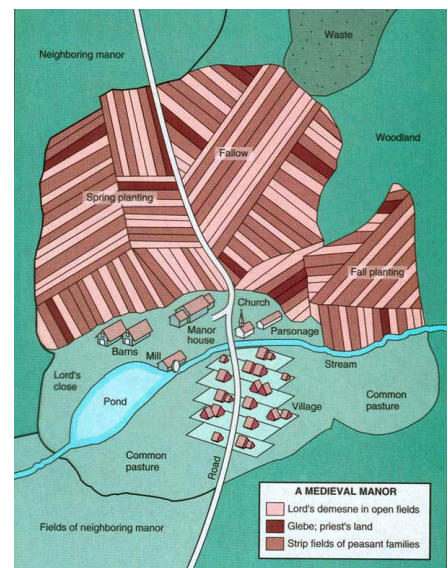 Neighboring manor
Waste
Woodland
Fallow
Spring planting
Fall planting
Church
Manor
house
Parsonage
Barns
Mill
Stream
Lord's
close
Pond
Village
Common
pasture
Common
pasture
Road
Fields of neighboring manor
A MEDIEVAL MANOR
Lord's demesne in open fields
Glebe; priest's land
Strip fields of peasant families